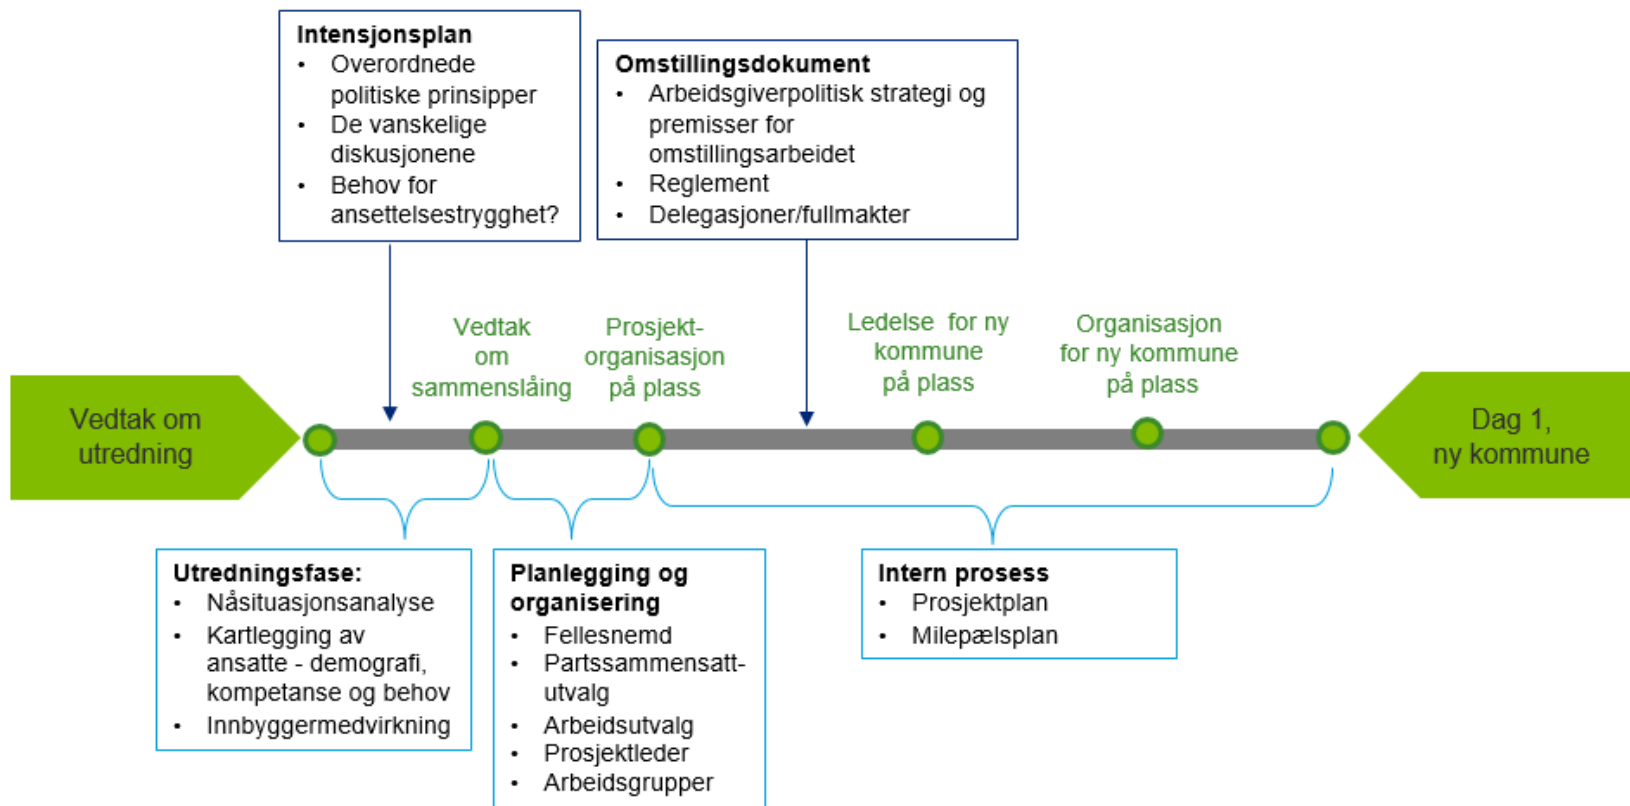 Intensjonsplan
• Overordnede
politiske prinsipper
• De vanskelige
diskusjonene
• Behov for
ansettelsestrygghet?
Omstillingsdokument
• Arbeidsgiverpolitisk strategi og
premisser for
omstillingsarbeidet
• Reglement
• Delegasjoner/fullmakter
Vedtak om
utredning
Vedtak
om
sammenslåing
Prosjekt-
organisasjon
på plass
Ledelse for ny
kommune
på plass
Organisasjon
for ny kommune
på plass
Dag 1,
ny kommune
Utredningsfase:
• Nåsituasjonsanalyse
• Kartlegging av
ansatte - demografi,
kompetanse og behov
• Innbyggermedvirkning
Planlegging og
organisering
• Fellesnemd
• Partssammensatt-
utvalg
• Arbeidsutvalg
• Prosjektleder
• Arbeidsgrupper
Intern prosess
• Prosjektplan
• Milepælsplan